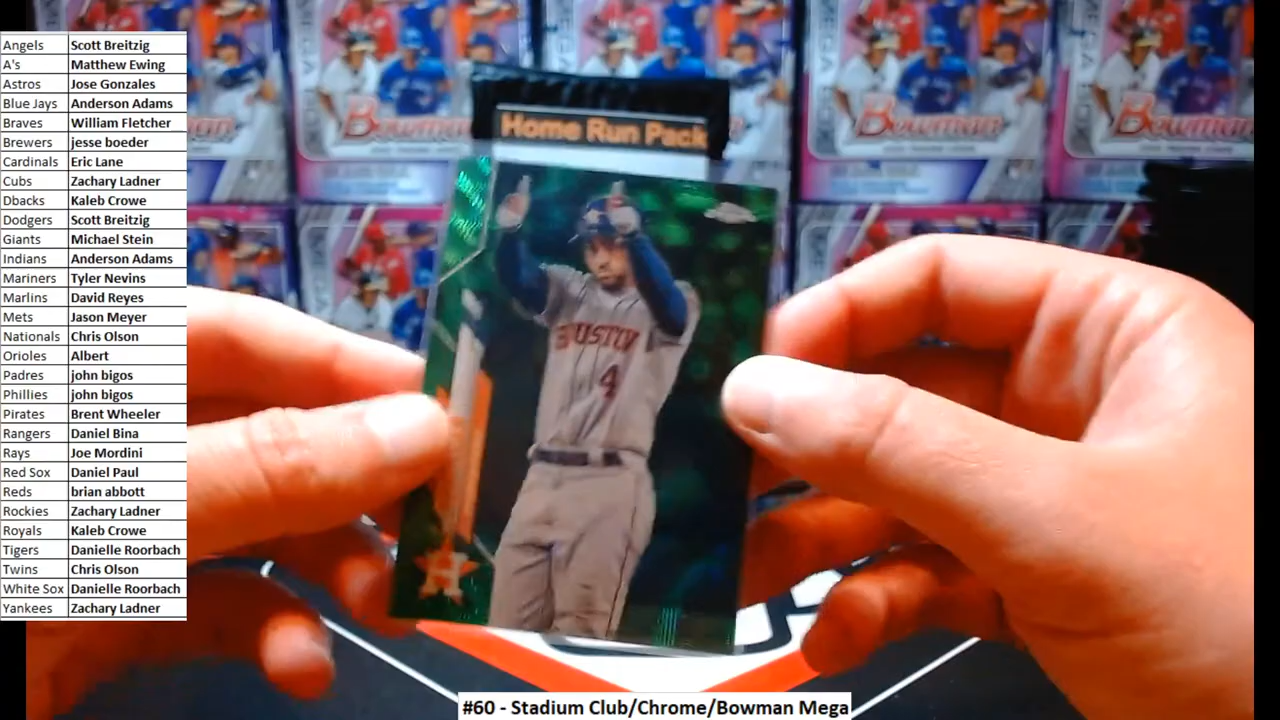 Angels Scott Breitzig
A's Matthew Ewing
Astros Jose Gonzales
Blue Jays Anderson Adams
Braves William Fletcher
Brewers jesse boeder
Cardinals Eric Lane
Cubs Zachary Ladner
Dbacks Kaleb Crowe
Dodgers Scott Breitzig
Giants Michael Stein
Indians Anderson Adams
Mariners Tyler Nevins
Marlins David Reyes
Mets Jason Meyer
Nationals Chris Olson
Orioles Albert
Padres john bigos
Phillies john bigos
Pirates Brent Wheeler
Rangers Daniel Bina
Rays Joe Mordini
Red Sox Daniel Paul
Reds brian abbott
Rockies Zachary Ladner
Royals Kaleb Crowe
Tigers Danielle Roorbach
Twins Chris Olson
White Sox Danielle Roorbach
Yankees Zachary Ladner
Bowman
Bowman
Bowman
Home Run Pack
HOUSTON
4
H
#60 - Stadium Club/Chrome/Bowman Mega